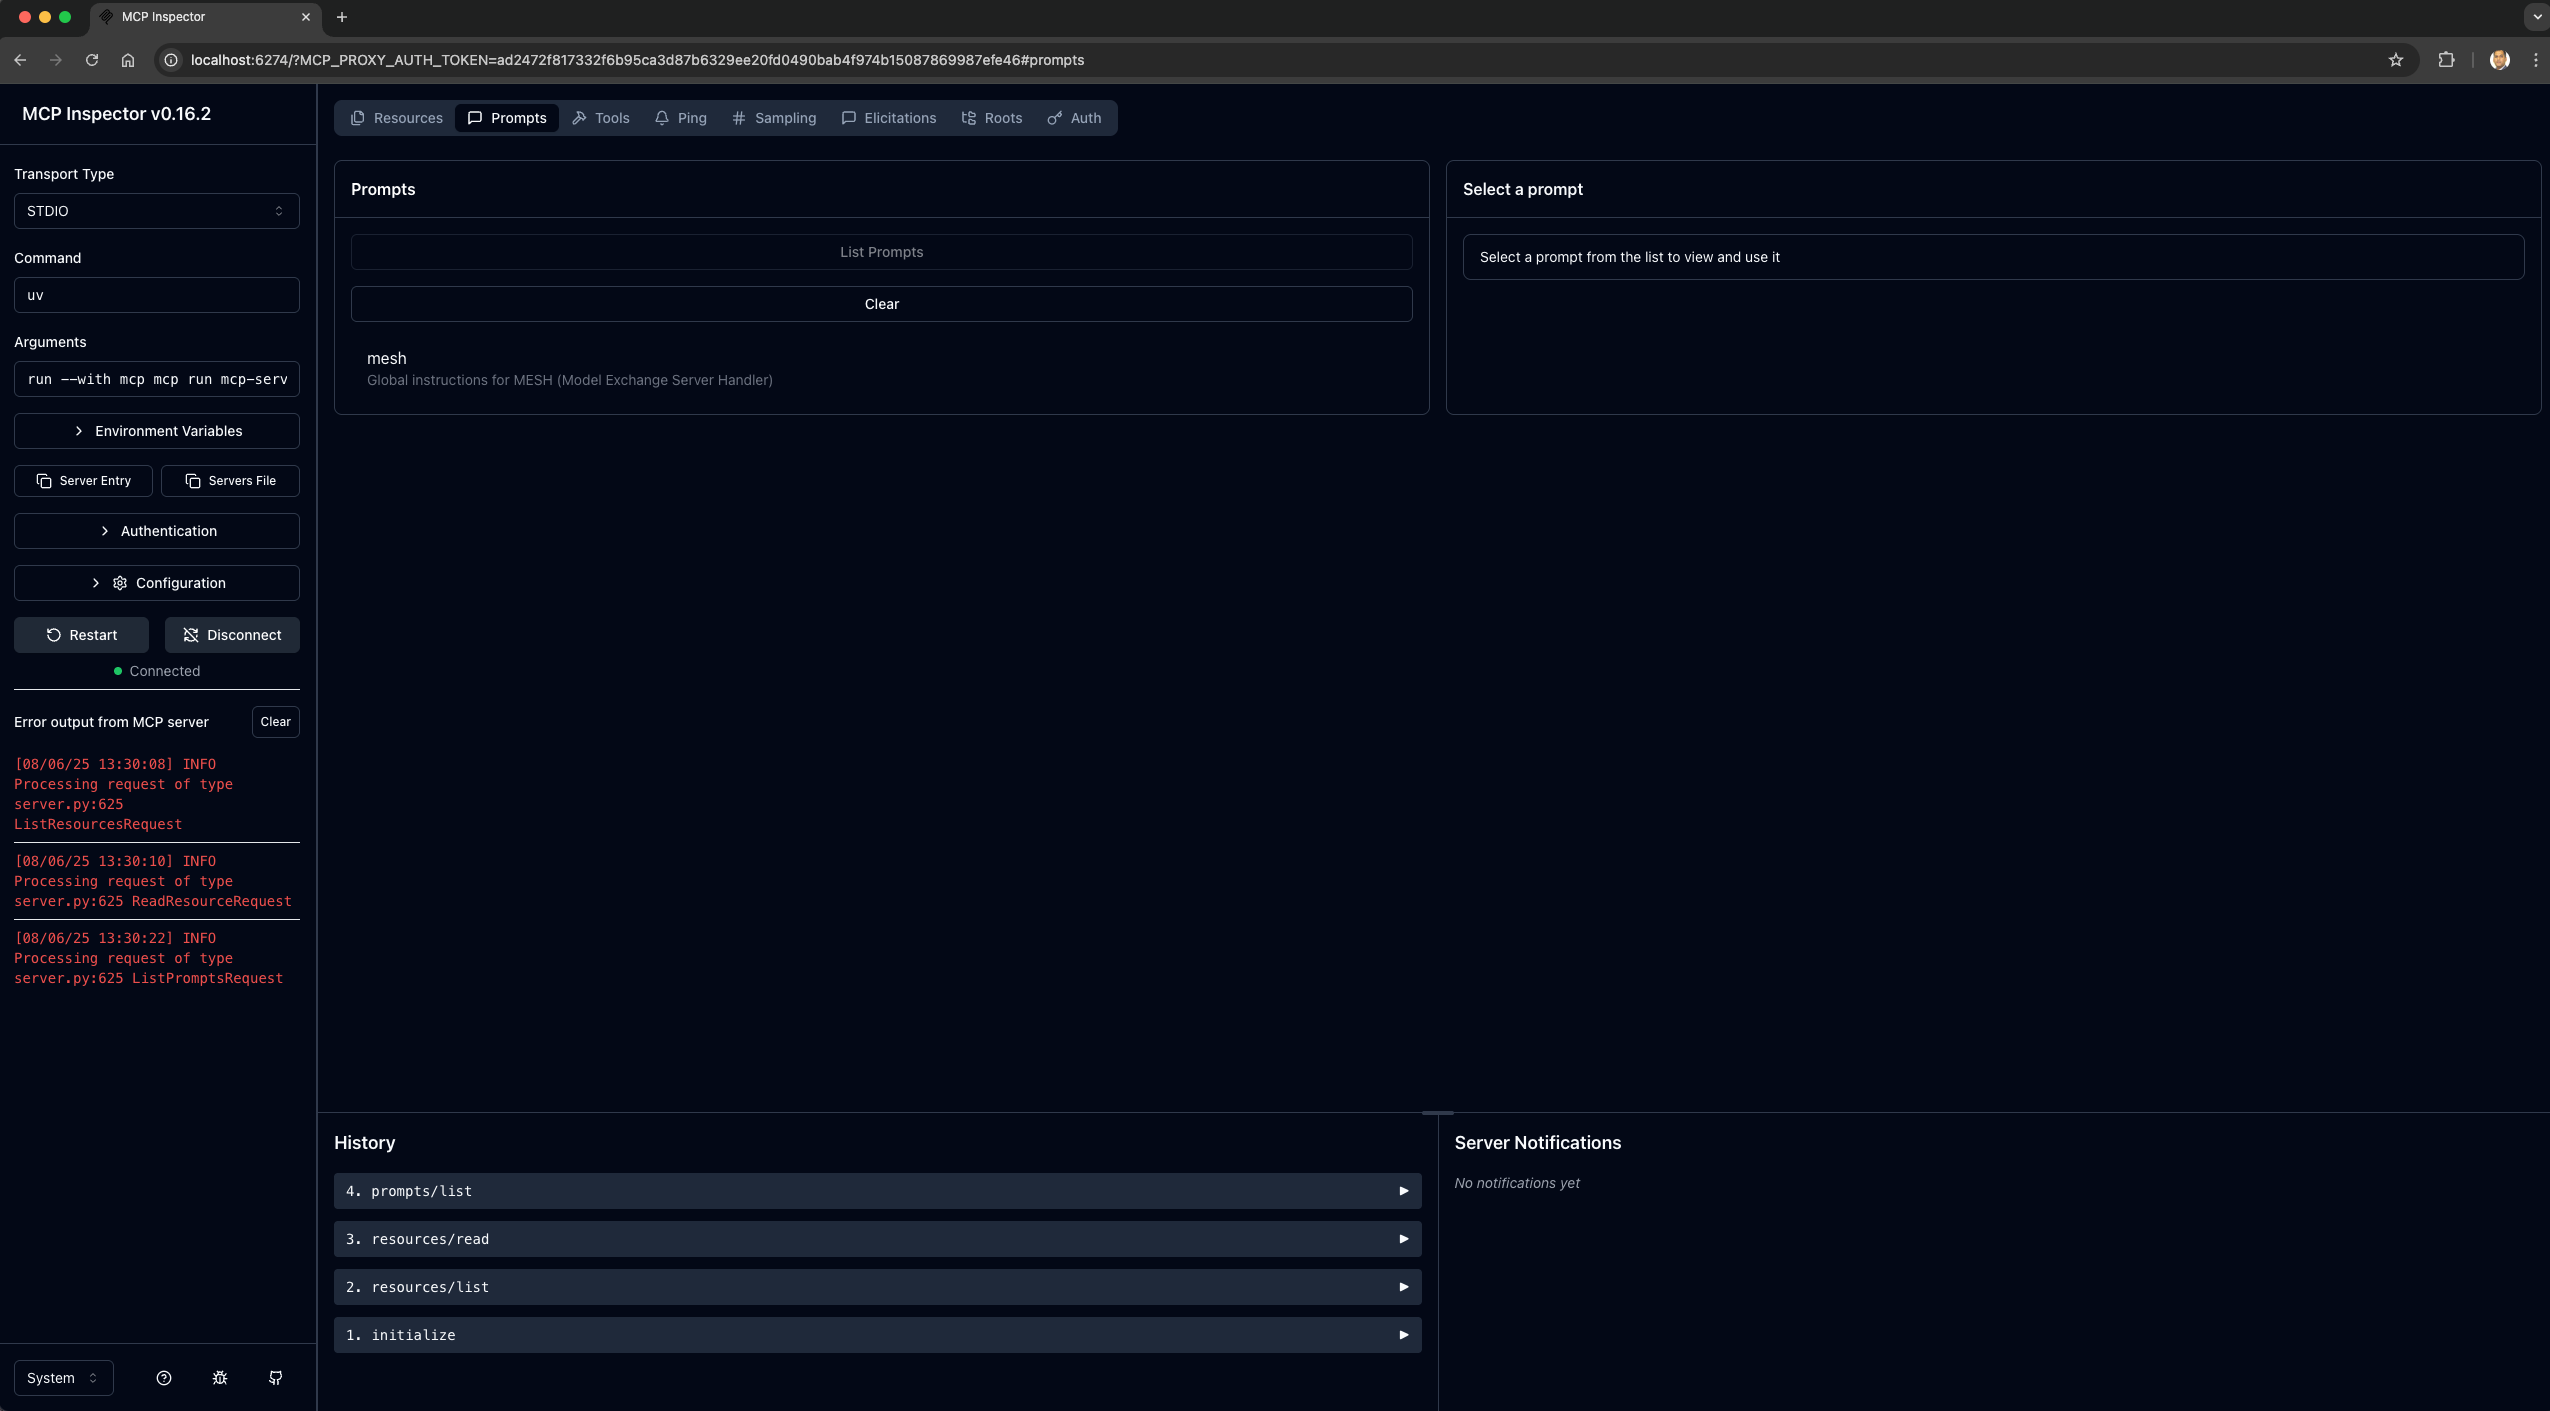 MCP Inspector
localhost:6274/?MCP_PROXY_AUTH_TOKEN=ad2472f817332f6b95ca3d87b6329ee20fd0490bab4f974b15087869987efe46#prompts
MCP Inspector v0.16.2
Transport Type
STDIO
Command
uv
Arguments
run --with mcp mcp run mcp-serv
Environment Variables
Server Entry
Servers File
Authentication
Configuration
Restart
Disconnect
Connected
Error output from MCP server
Clear
[08/06/25 13:30:08] INFO
Processing request of type
server.py:625
ListResourcesRequest
[08/06/25 13:30:10] INFO
Processing request of type
server.py:625 ReadResourceRequest
[08/06/25 13:30:22] INFO
Processing request of type
server.py:625 ListPromptsRequest
System
Resources
Prompts
Tools
Ping
Sampling
Elicitations
Roots
Auth
Prompts
List Prompts
Clear
mesh
Global instructions for MESH (Model Exchange Server Handler)
Select a prompt
Select a prompt from the list to view and use it
History
4. prompts/list
3. resources/read
2. resources/list
1. initialize
Server Notifications
No notifications yet